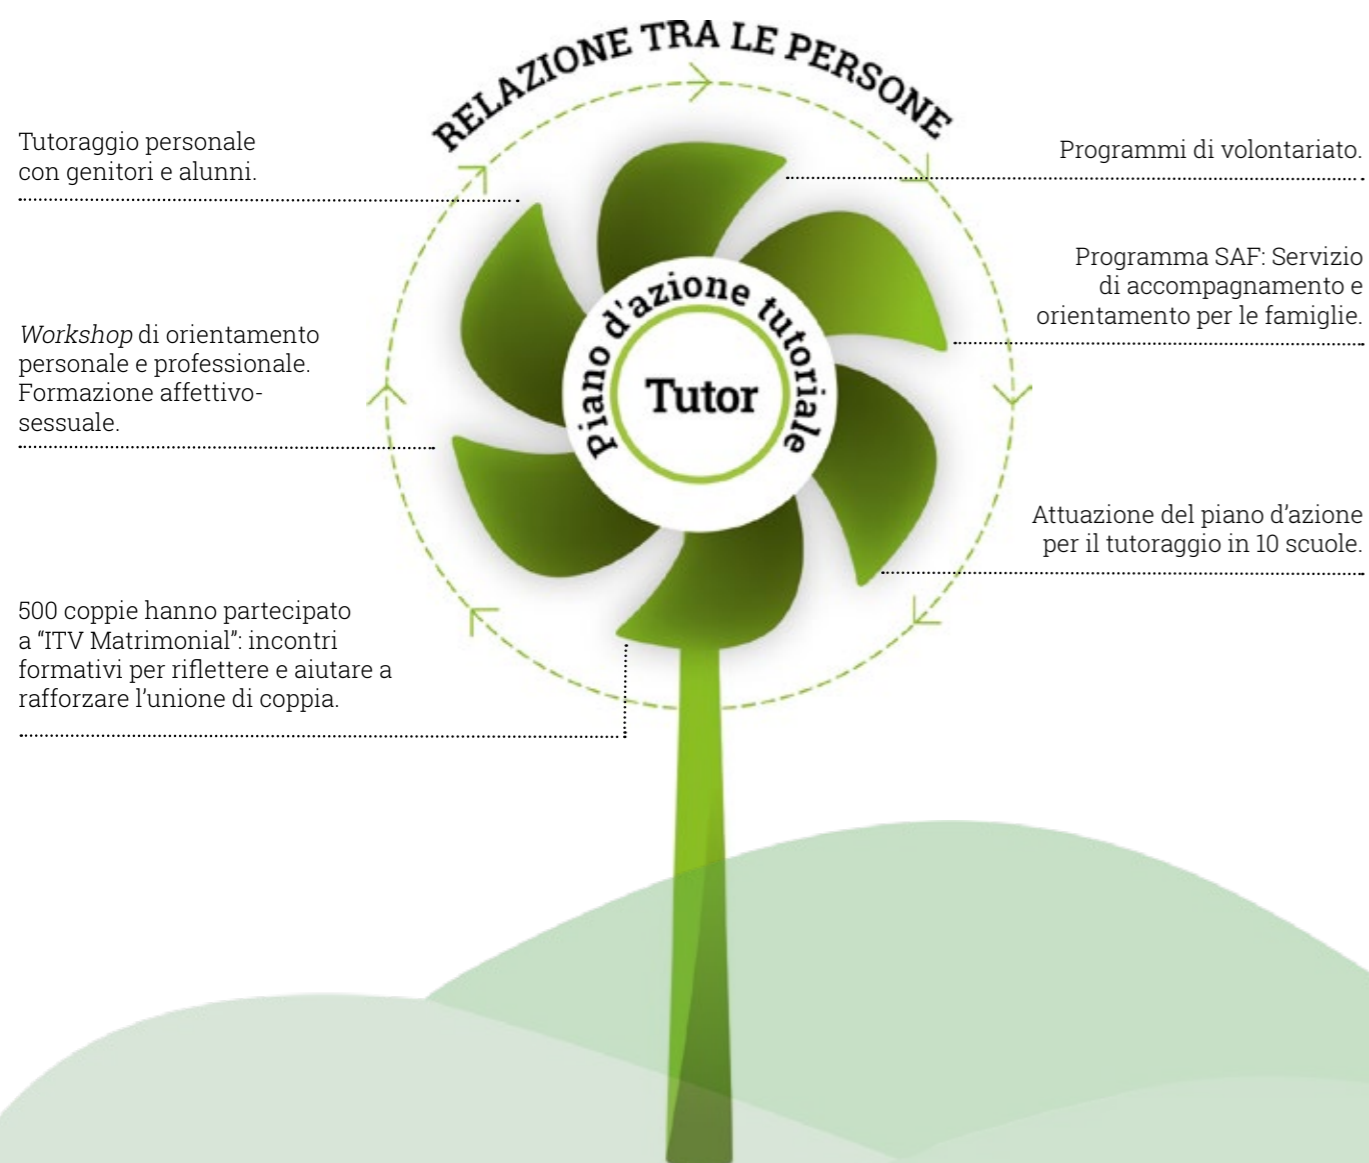 RELAZIONE TRA LE PERSONE
Tutoraggio personale
con genitori e alunni.
Workshop di orientamento
personale e professionale.
Formazione affettivo-
sessuale.
500 coppie hanno partecipato
a “ITV Matrimonial”: incontri
formativi per riflettere e aiutare a
rafforzare l’unione di coppia.
Piano d'azione tutoriale
Tutor
Programmi di volontariato.
Programma SAF: Servizio
di accompagnamento e
orientamento per le famiglie.
Attuazione del piano d’azione
per il tutoraggio in 10 scuole.